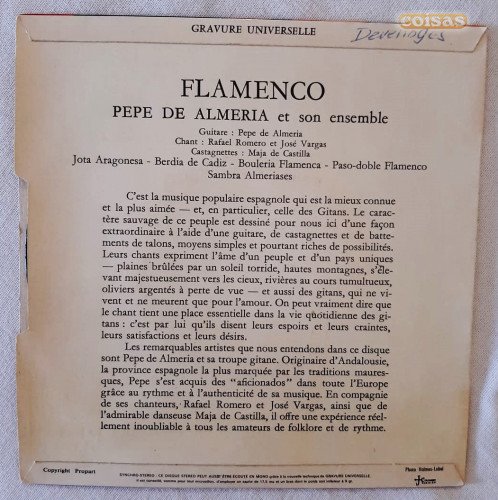 coisas
GRAVURE UNIVERSELLE
FLAMENCO
PEPE DE ALMERIA et son ensemble
Guitare : Pepe de Almeria
Chant : Rafael Romero et José Vargas
Castagnettes : Maja de Castilla
Jota Aragonesa - Berdia de Cadiz - Bouleria Flamenca - Paso-doble Flamenco
Sambra Almeriases
C'est la musique populaire espagnole qui est la mieux connue
et la plus aimée — et, en particulier, celle des Gitans. Le carac-
tère sauvage de ce peuple est dessiné pour nous ici d'une façon
extraordinaire à l'aide d'une guitare, de castagnettes et de batte-
ments de talons, moyens simples et pourtant riches de possibilités.
Leurs chants expriment l'âme d'un peuple et d'un pays uniques
— plaines brûlées par un soleil torride, hautes montagnes, s'éle-
vant majestueusement vers les cieux, rivières au cours tumultueux,
oliviers argentés à perte de vue — et aussi des gitans, qui ne vi-
vent et ne meurent que pour l'amour. On peut vraiment dire que
le chant tient une place essentielle dans la vie quotidienne des gi-
tans : c'est par lui qu'ils disent leurs espoirs et leurs craintes,
leurs satisfactions et leurs désirs.
Les remarquables artistes que nous entendons dans ce disque
sont Pepe de Almeria et sa troupe gitane. Originaire d'Andalousie,
la province espagnole la plus marquée par les traditions maures-
ques, Pepe s'est acquis des "aficionados" dans toute l'Europe
grâce au rythme et à l'authenticité de sa musique. En compagnie
de ses chanteurs, Rafael Romero et José Vargas, ainsi que de
l'admirable danseuse Maja de Castilla, il offre une expérience réel-
lement inoubliable à tous les amateurs de folklore et de rythme.
Copyright Propart
GRAVURE UNIVERSELLE